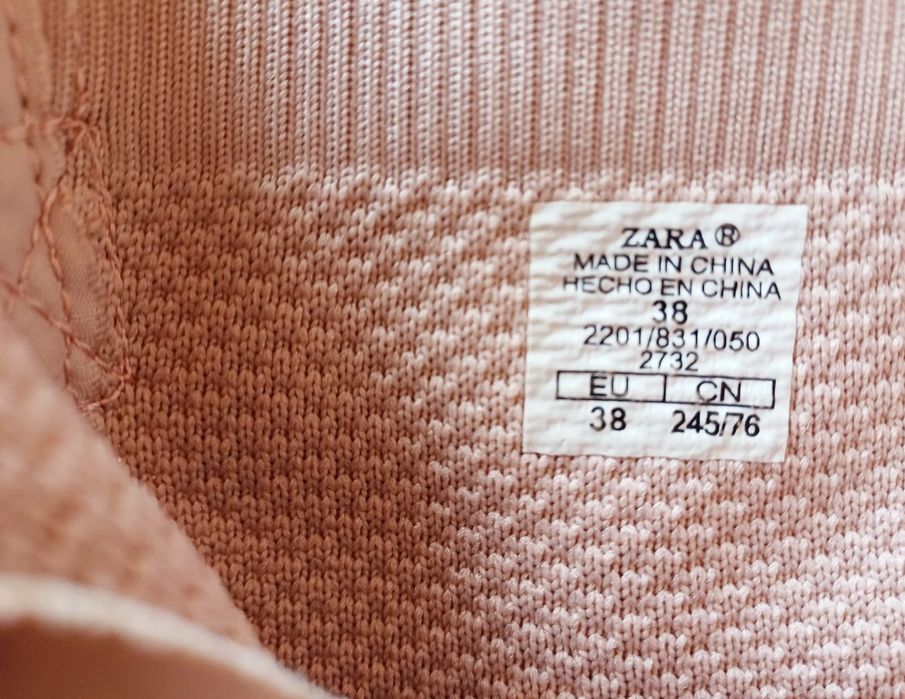 ZARA ®
MADE IN CHINA
HECHO EN CHINA
38
2201/831/050
2732
EU CN
38 245/76